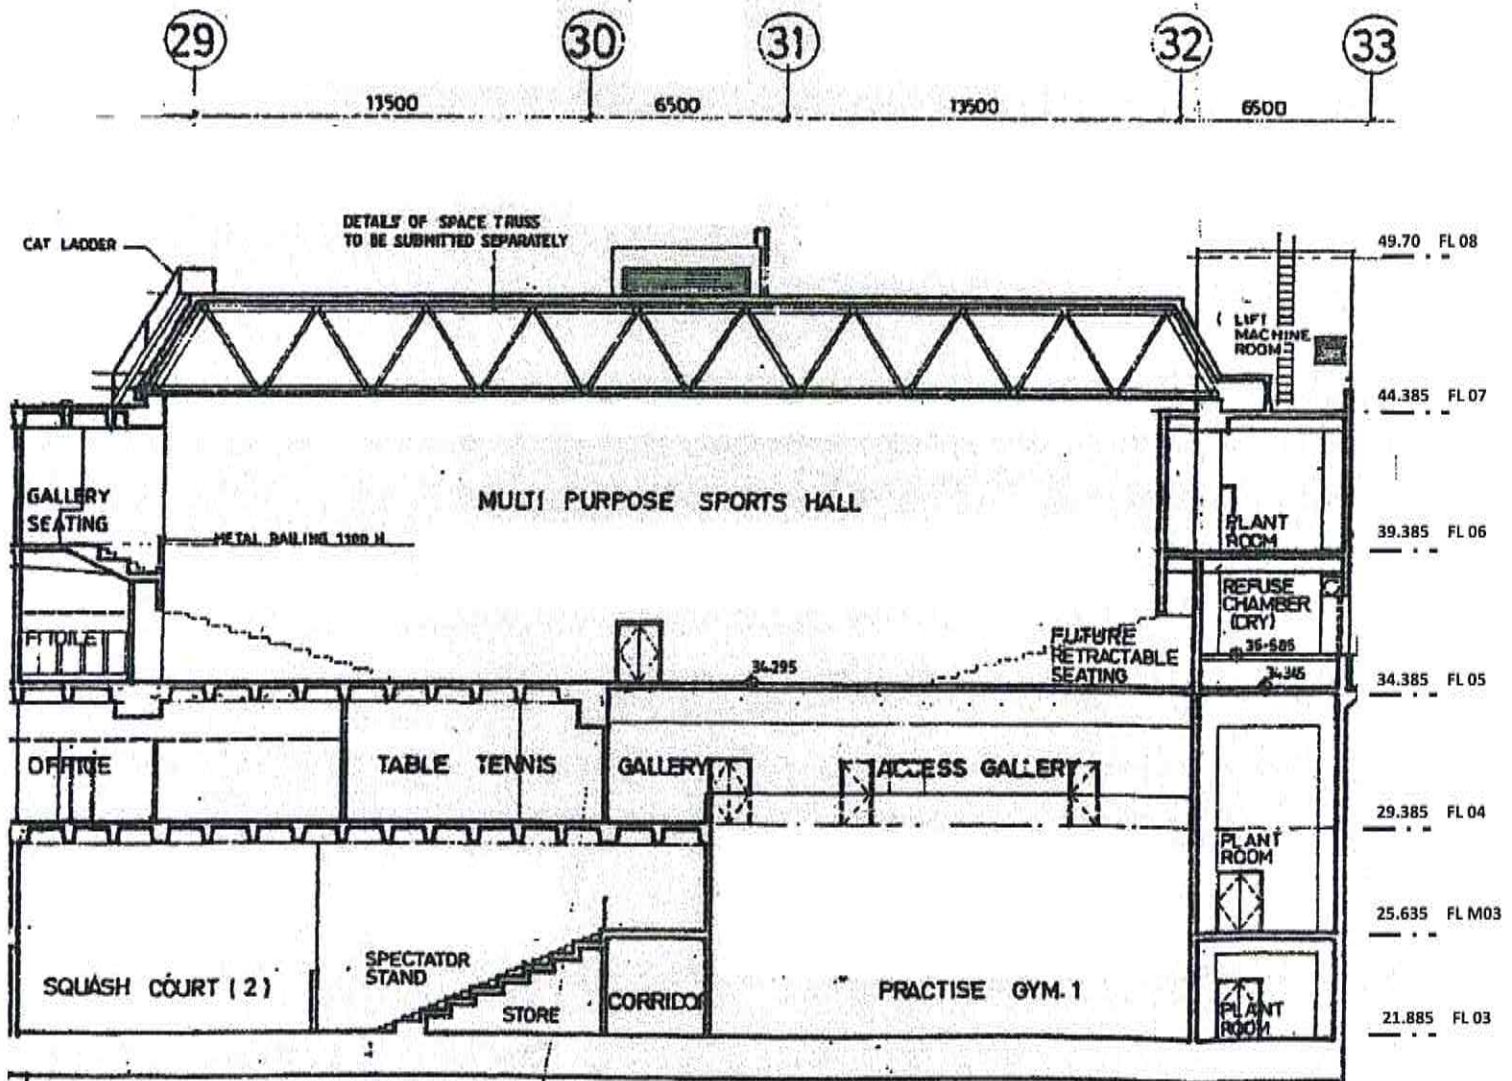 29 30 31 32 33
13500 6500 13500 6500
DETAILS OF SPACE TRUSS
TO BE SUBMITTED SEPARATELY
CAT LADDER
49.70 FL 08
LIFT
MACHINE
ROOM
44.385 FL 07
GALLERY
SEATING
MULTI PURPOSE SPORTS HALL
PLANT
ROOM
METAL RAILING 1100 H
39.385 FL 06
REFUSE
CHAMBER
(CRY)
F TOILET
FUTURE
RETRACTABLE
SEATING
34.295
34.385 FL 05
OFFICE
TABLE TENNIS
GALLERY
ACCESS GALLERY
29.385 FL 04
PLANT
ROOM
25.635 FL M03
SPECTATOR
STAND
SQUASH COURT (2)
STORE
CORRIDOR
PRACTISE GYM.1
PLANT
ROOM
21.885 FL 03